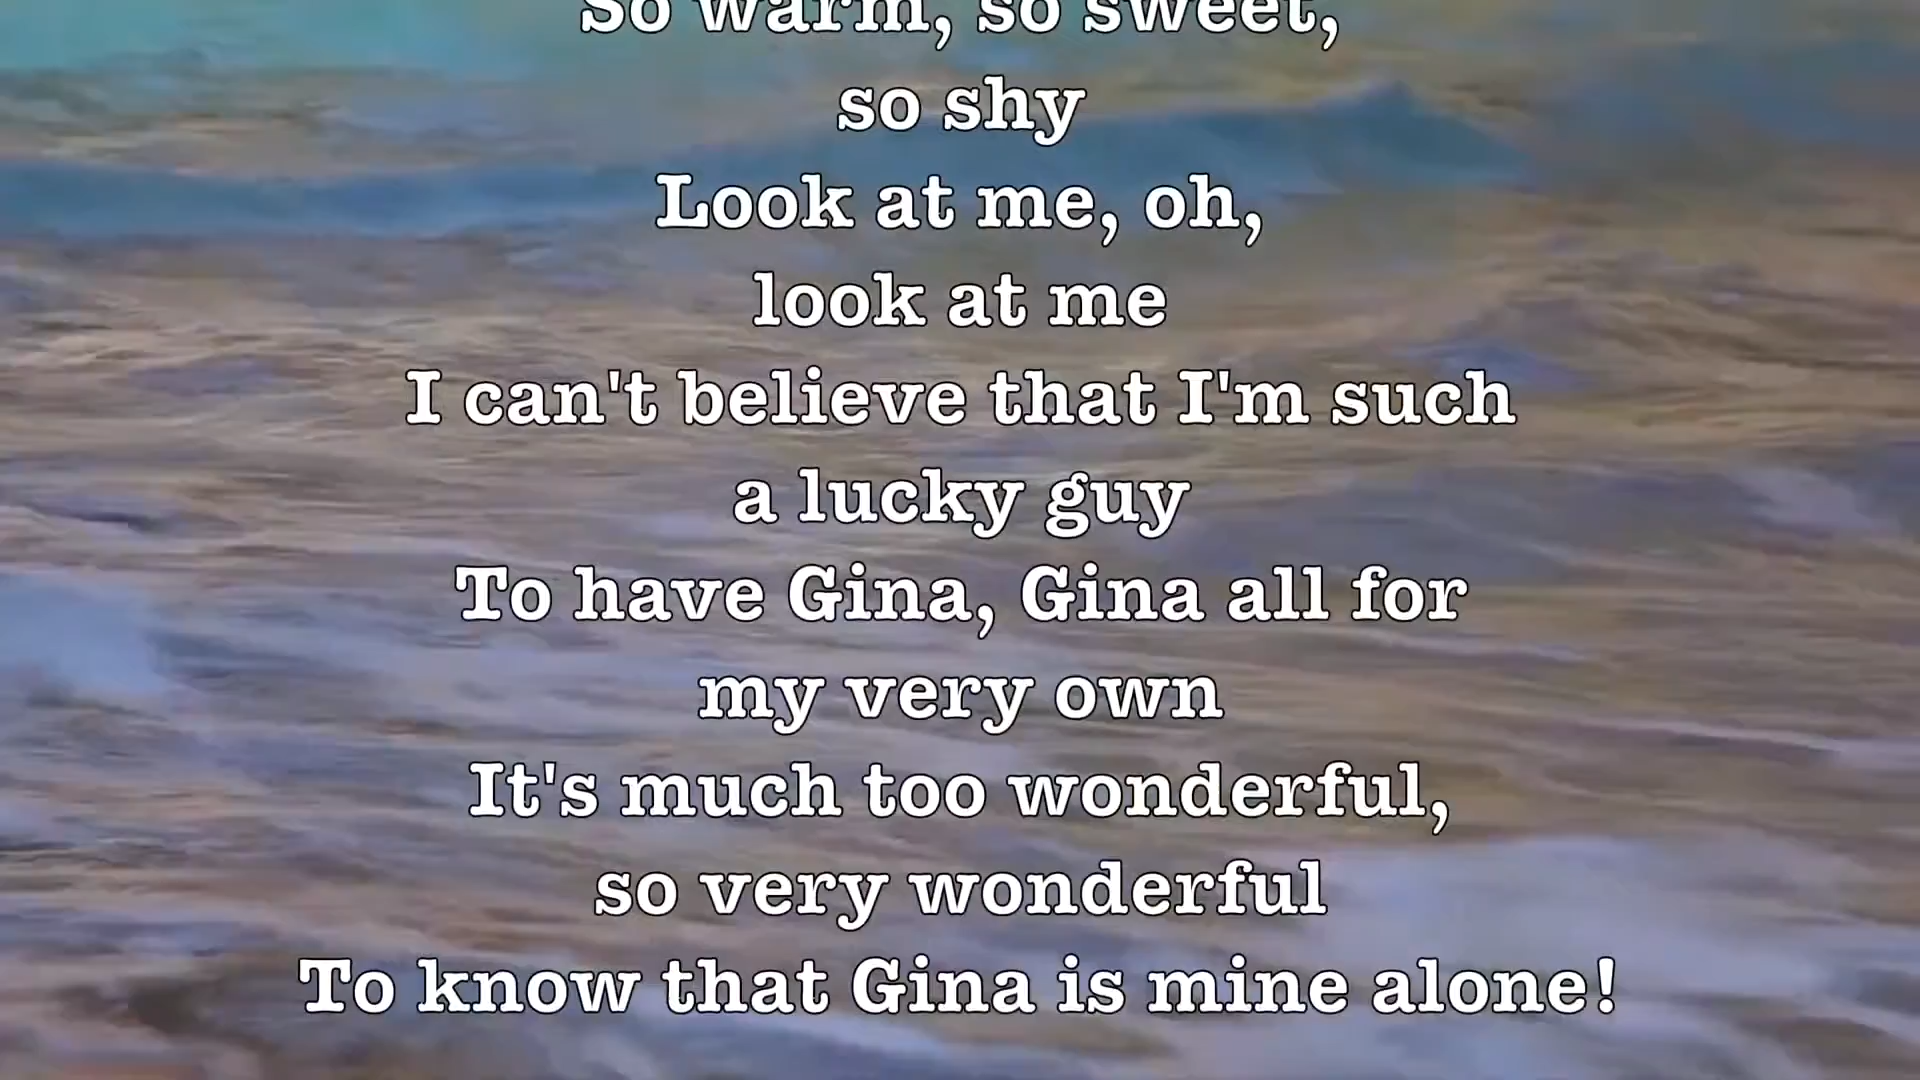 So warm, so sweet,
so shy
Look at me, oh,
look at me
I can't believe that I'm such
a lucky guy
To have Gina, Gina all for
my very own
It's much too wonderful,
so very wonderful
To know that Gina is mine alone!